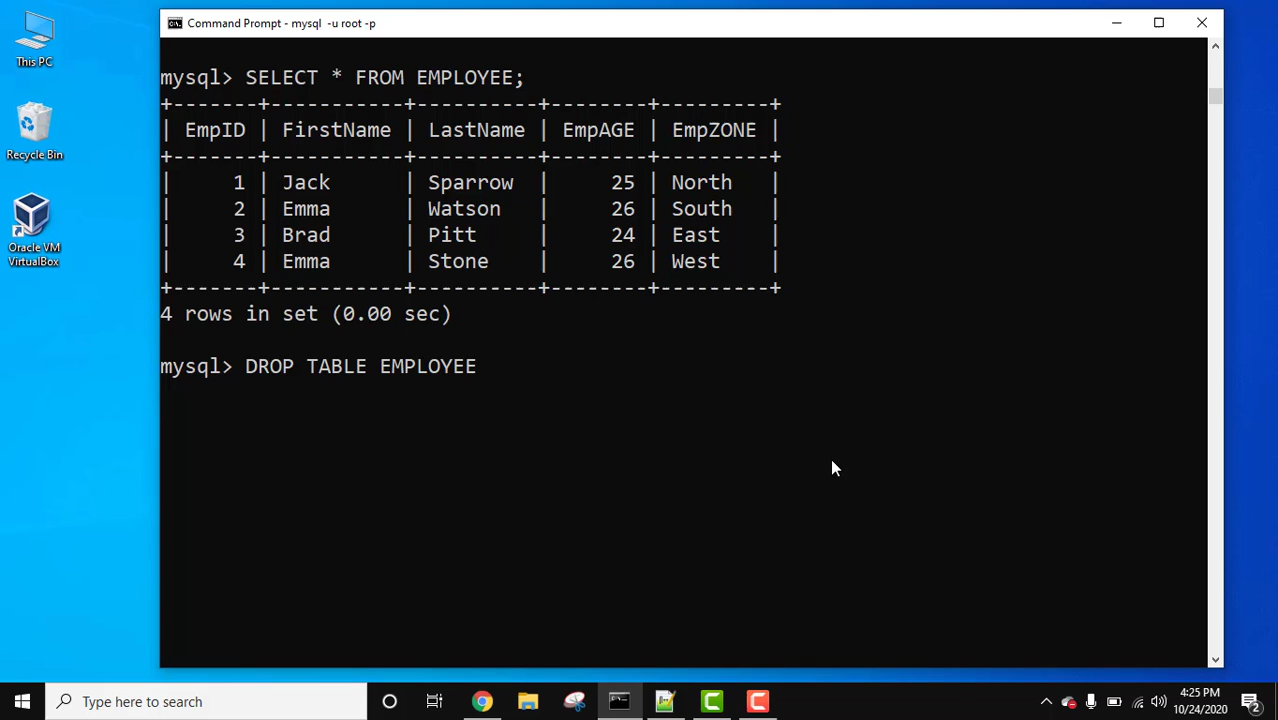 Command Prompt - mysql -u root -p
This PC
Recycle Bin
Oracle VM
VirtualBox
mysql> SELECT * FROM EMPLOYEE;
+-------+-----------+----------+--------+---------+
| EmpID | FirstName | LastName | EmpAGE | EmpZONE |
+-------+-----------+----------+--------+---------+
|     1 | Jack      | Sparrow  |     25 | North   |
|     2 | Emma      | Watson   |     26 | South   |
|     3 | Brad      | Pitt     |     24 | East    |
|     4 | Emma      | Stone    |     26 | West    |
+-------+-----------+----------+--------+---------+
4 rows in set (0.00 sec)
mysql> DROP TABLE EMPLOYEE
Type here to search
4:25 PM
10/24/2020
2